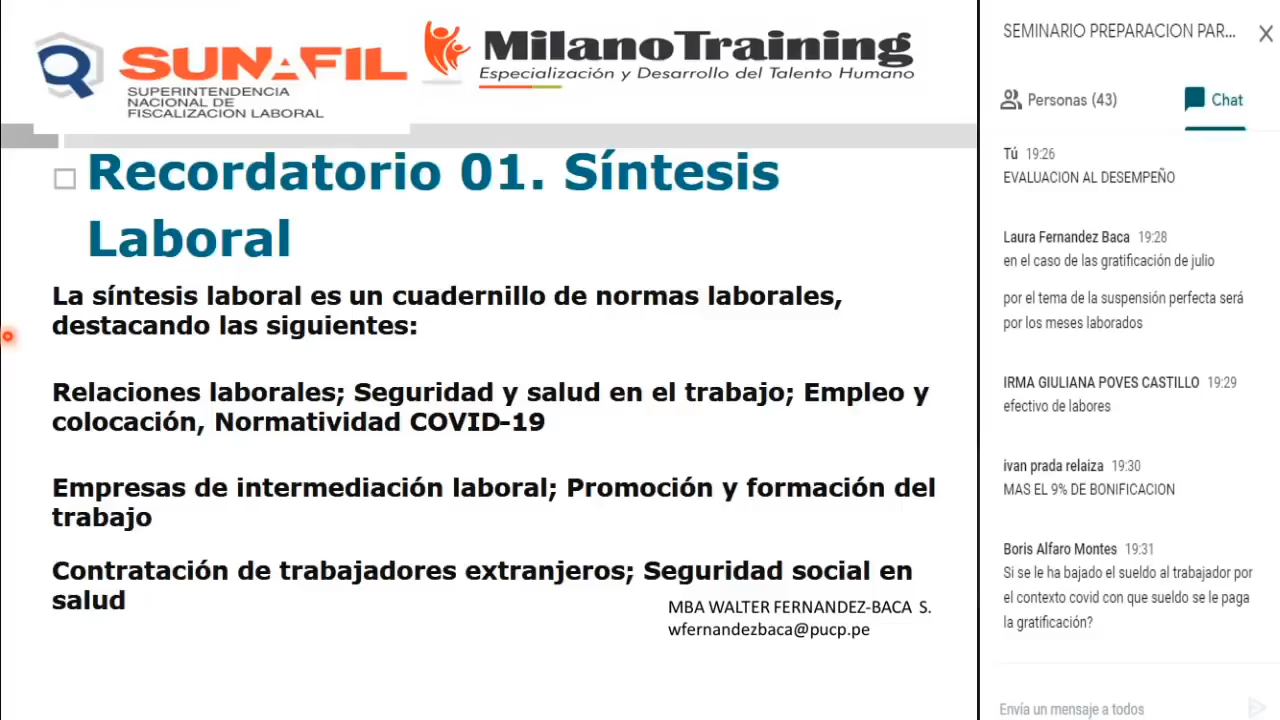 SUNAFIL
SUPERINTENDENCIA
NACIONAL DE
FISCALIZACIÓN LABORAL
MilanoTraining
Especialización y Desarrollo del Talento Humano
Recordatorio 01. Síntesis
Laboral
La síntesis laboral es un cuadernillo de normas laborales,
destacando las siguientes:
Relaciones laborales; Seguridad y salud en el trabajo; Empleo y
colocación, Normatividad COVID-19
Empresas de intermediación laboral; Promoción y formación del
trabajo
Contratación de trabajadores extranjeros; Seguridad social en
salud
MBA WALTER FERNANDEZ-BACA S.
wfernandezbaca@pucp.pe
SEMINARIO PREPARACION PAR...
Personas (43)
Chat
Tú 19:26
EVALUACION AL DESEMPEÑO
Laura Fernandez Baca 19:28
en el caso de las gratificación de julio
por el tema de la suspensión perfecta será
por los meses laborados
IRMA GIULIANA POVES CASTILLO 19:29
efectivo de labores
ivan prada relaiza 19:30
MAS EL 9% DE BONIFICACION
Boris Alfaro Montes 19:31
Si se le ha bajado el sueldo al trabajador por
el contexto covid con que sueldo se le paga
la gratificación?
Envía un mensaje a todos